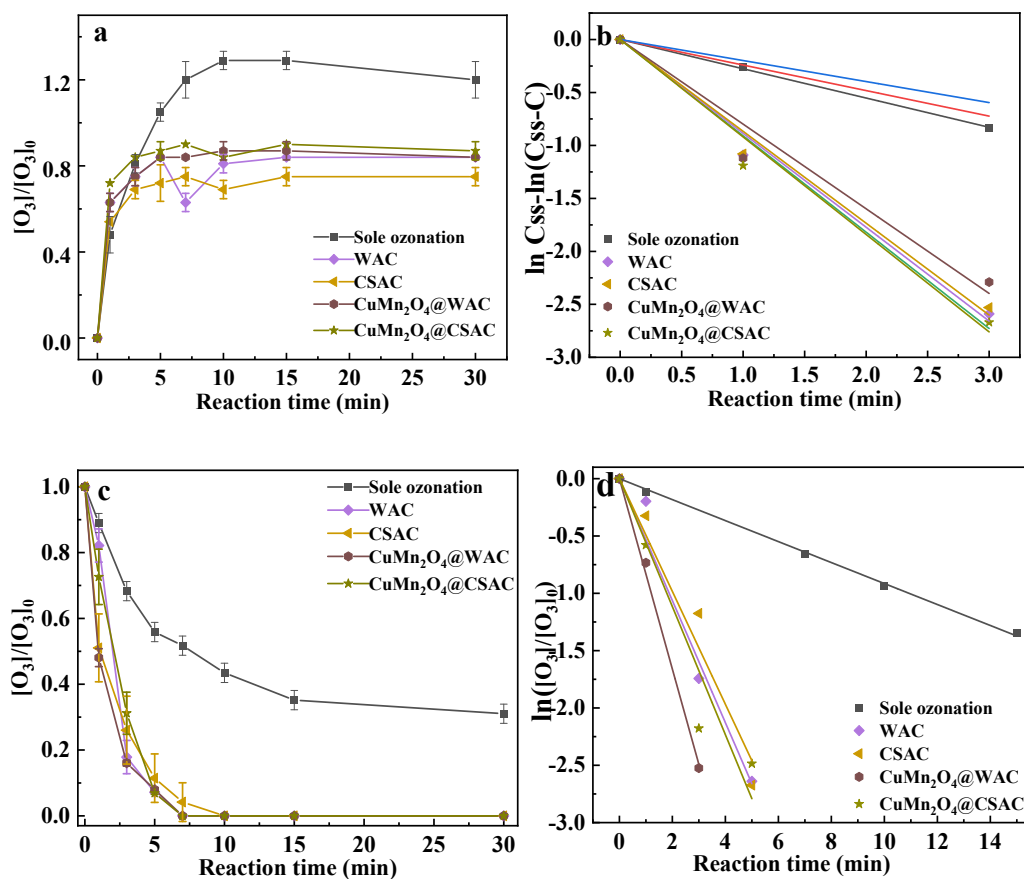 a
[O₃]/[O₃]₀
1.2
0.8
0.4
0.0
Sole ozonation
WAC
CSAC
CuMn₂O₄@WAC
CuMn₂O₄@CSAC
0 5 10 15 20 25 30
Reaction time (min)
b
ln Css-ln(Css-C)
0.0
-0.5
-1.0
-1.5
-2.0
-2.5
-3.0
Sole ozonation
WAC
CSAC
CuMn₂O₄@WAC
CuMn₂O₄@CSAC
0.0 0.5 1.0 1.5 2.0 2.5 3.0
Reaction time (min)
c
[O₃]/[O₃]₀
1.0
0.8
0.6
0.4
0.2
0.0
Sole ozonation
WAC
CSAC
CuMn₂O₄@WAC
CuMn₂O₄@CSAC
0 5 10 15 20 25 30
Reaction time (min)
d
ln([O₃]/[O₃]₀)
0.0
-0.5
-1.0
-1.5
-2.0
-2.5
-3.0
Sole ozonation
WAC
CSAC
CuMn₂O₄@WAC
CuMn₂O₄@CSAC
0 2 4 6 8 10 12 14
Reaction time (min)